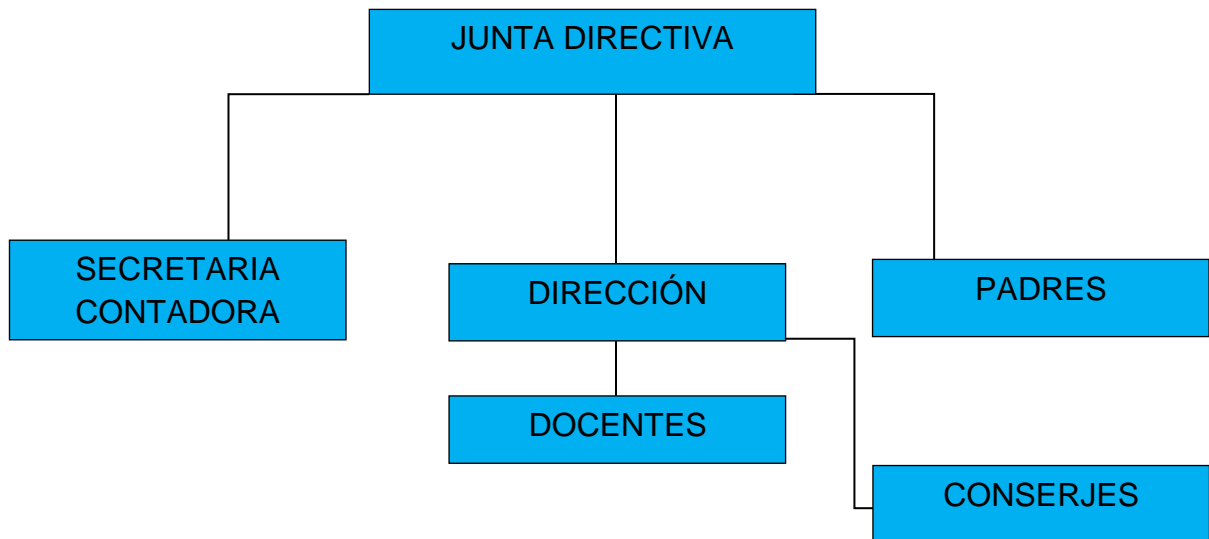 JUNTA DIRECTIVA
SECRETARIA
CONTADORA
DIRECCIÓN
PADRES
DOCENTES
CONSERJES